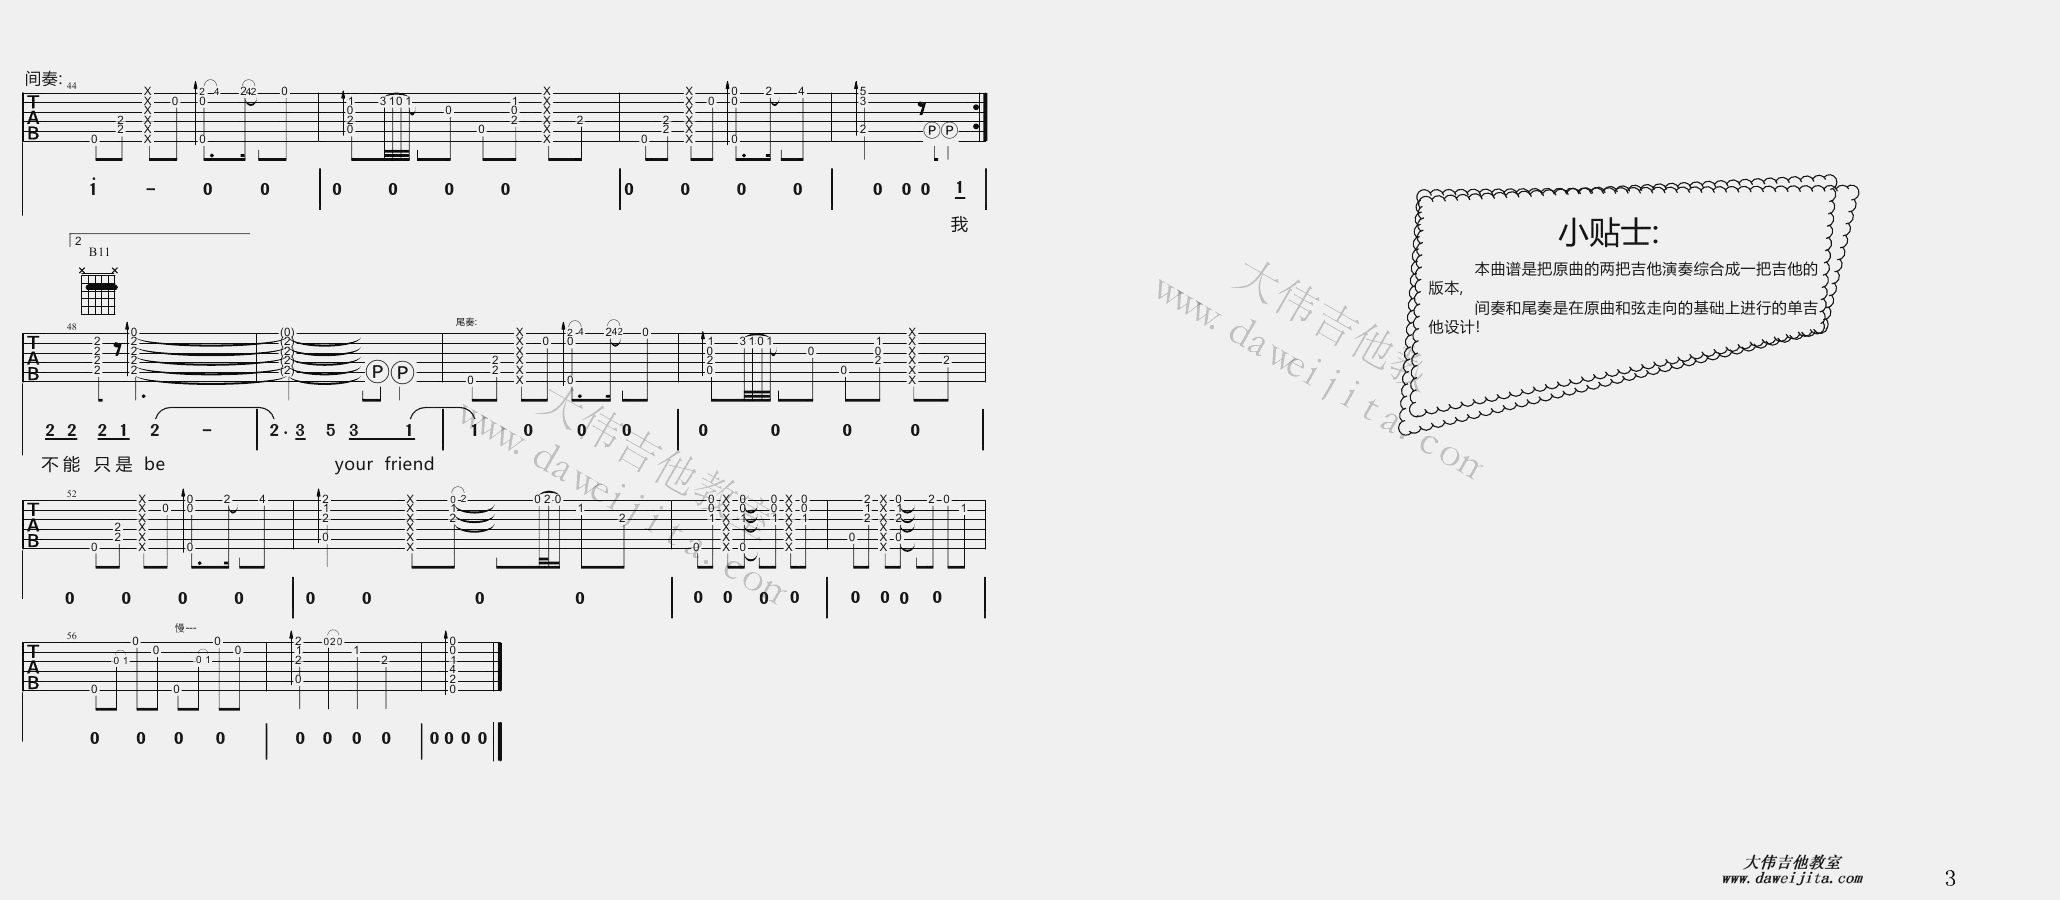 间奏:
44
1 - 0 0 0 0 0 0 0 0 0 0 0 0 0 1
我
2
B11
48
尾奏:
2 2 2 1 2 - 2 . 3 5 3 1 1 0 0 0 0 0 0 0
不能 只是 be your friend
52
0 0 0 0 0 0 0 0 0 0 0 0 0 0 0 0
56
慢---
0 0 0 0 0 0 0 0 0 0 0 0
小贴士:
本曲谱是把原曲的两把吉他演奏综合成一把吉他的
版本,
间奏和尾奏是在原曲和弦走向的基础上进行的单吉
他设计!
大伟吉他教室
www.daweijita.com
大伟吉他教
www.daweijita.con
大伟吉他教室
www.daweijita.com
3